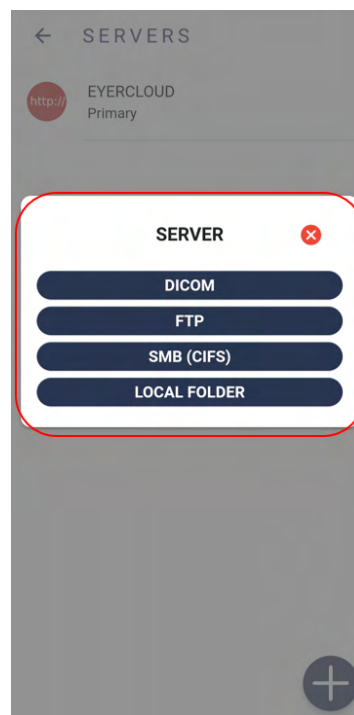 SERVERS
http://
EYERCLOUD
Primary
SERVER
DICOM
FTP
SMB (CIFS)
LOCAL FOLDER